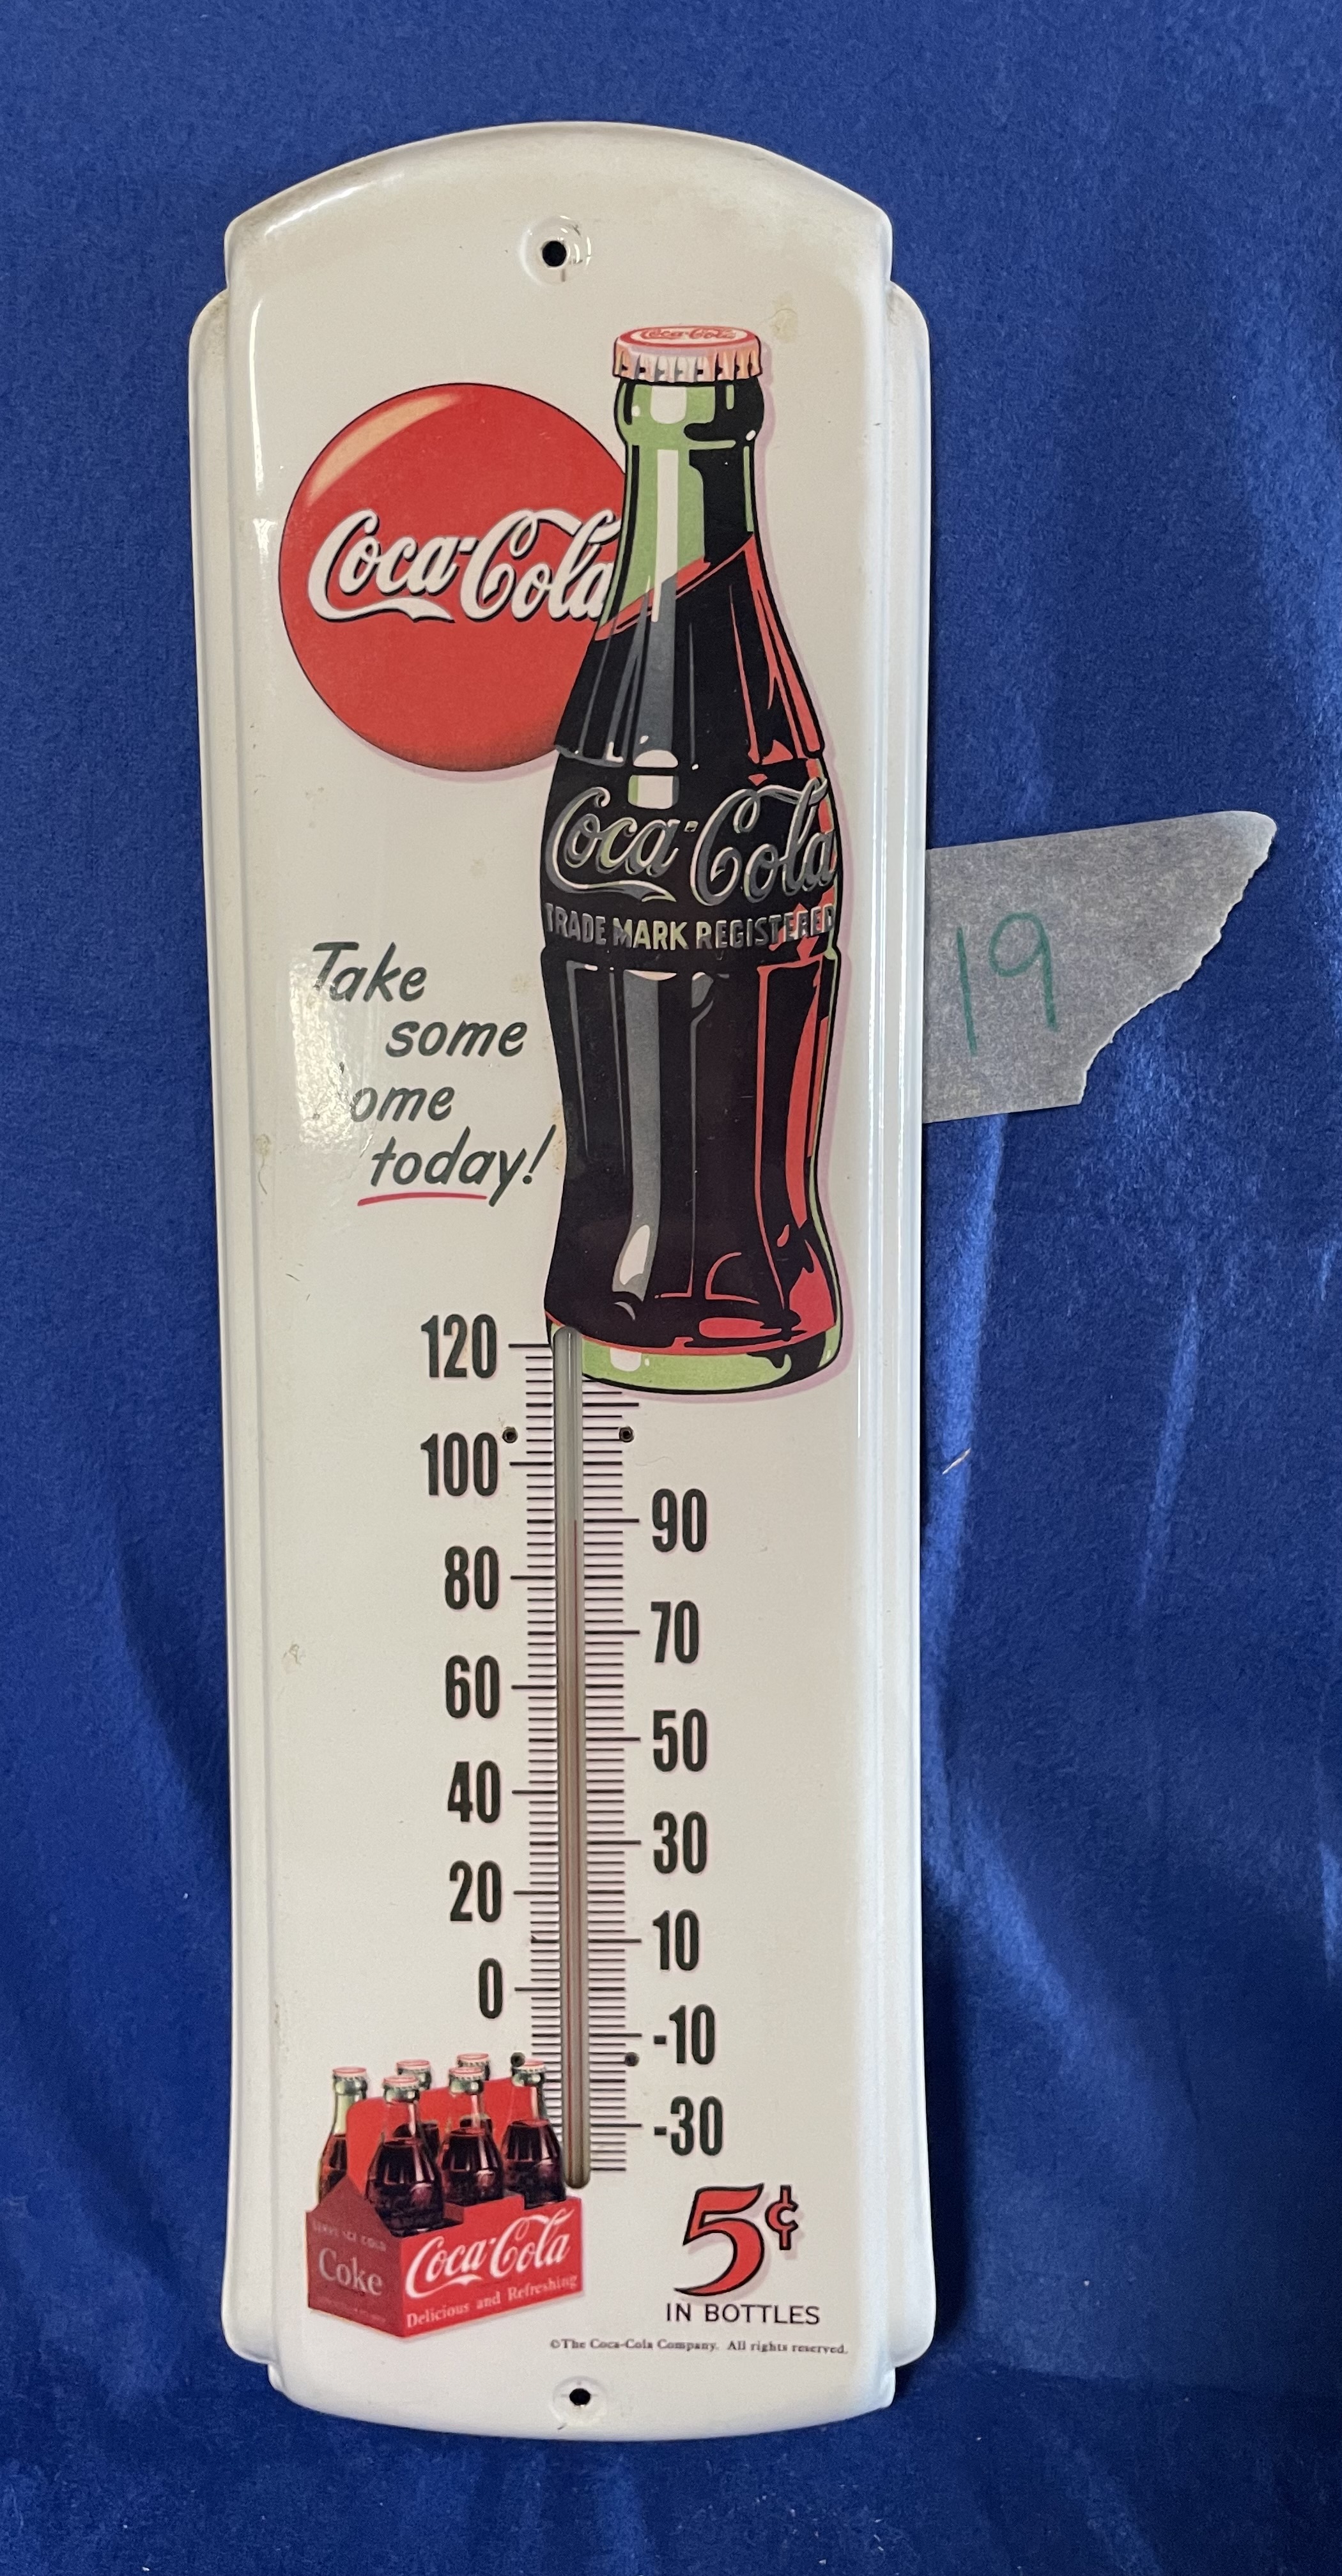 Coca-Cola
Coca-Cola
Coca-Cola
TRADE MARK REGISTERED
19
Take
some
ome
today!
120
100
90
80
70
60
50
40
30
20
10
0
-10
-30
Coke
Coca-Cola
Delicious and Refreshing
5¢
IN BOTTLES
©The Coca-Cola Company. All rights reserved.